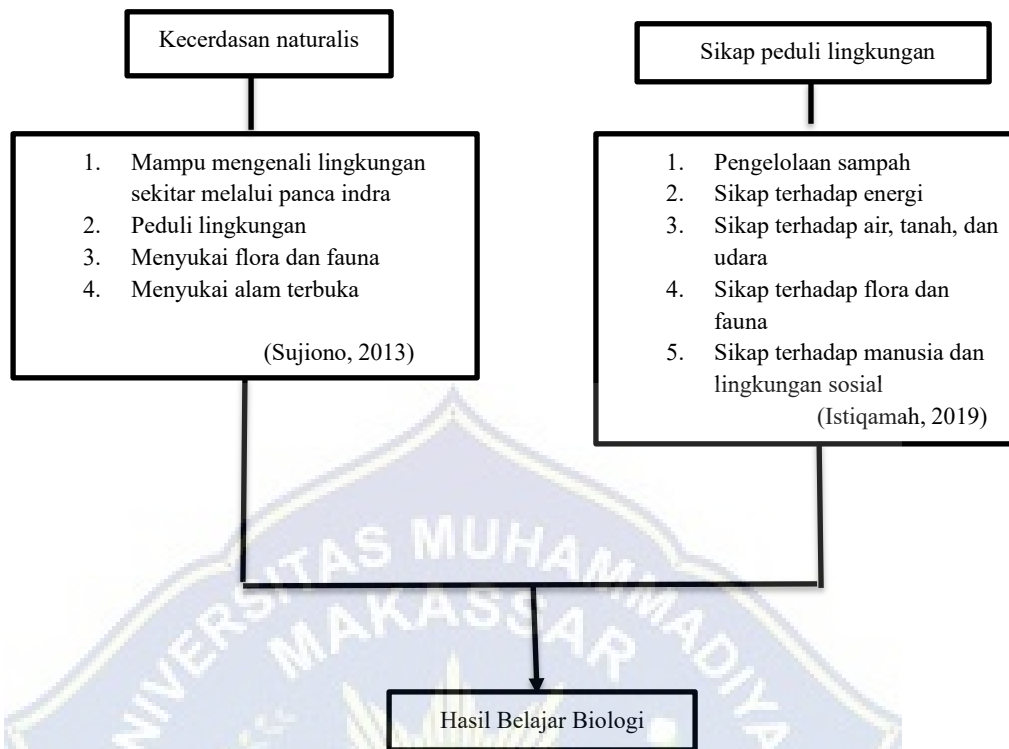 Kecerdasan naturalis
Sikap peduli lingkungan
1. Mampu mengenali lingkungan
sekitar melalui panca indra
2. Peduli lingkungan
3. Menyukai flora dan fauna
4. Menyukai alam terbuka
(Sujiono, 2013)
1. Pengelolaan sampah
2. Sikap terhadap energi
3. Sikap terhadap air, tanah, dan
udara
4. Sikap terhadap flora dan
fauna
5. Sikap terhadap manusia dan
lingkungan sosial
(Istiqamah, 2019)
NIVERSITAS MUHAMMADIYA
MAKASSAR
Hasil Belajar Biologi